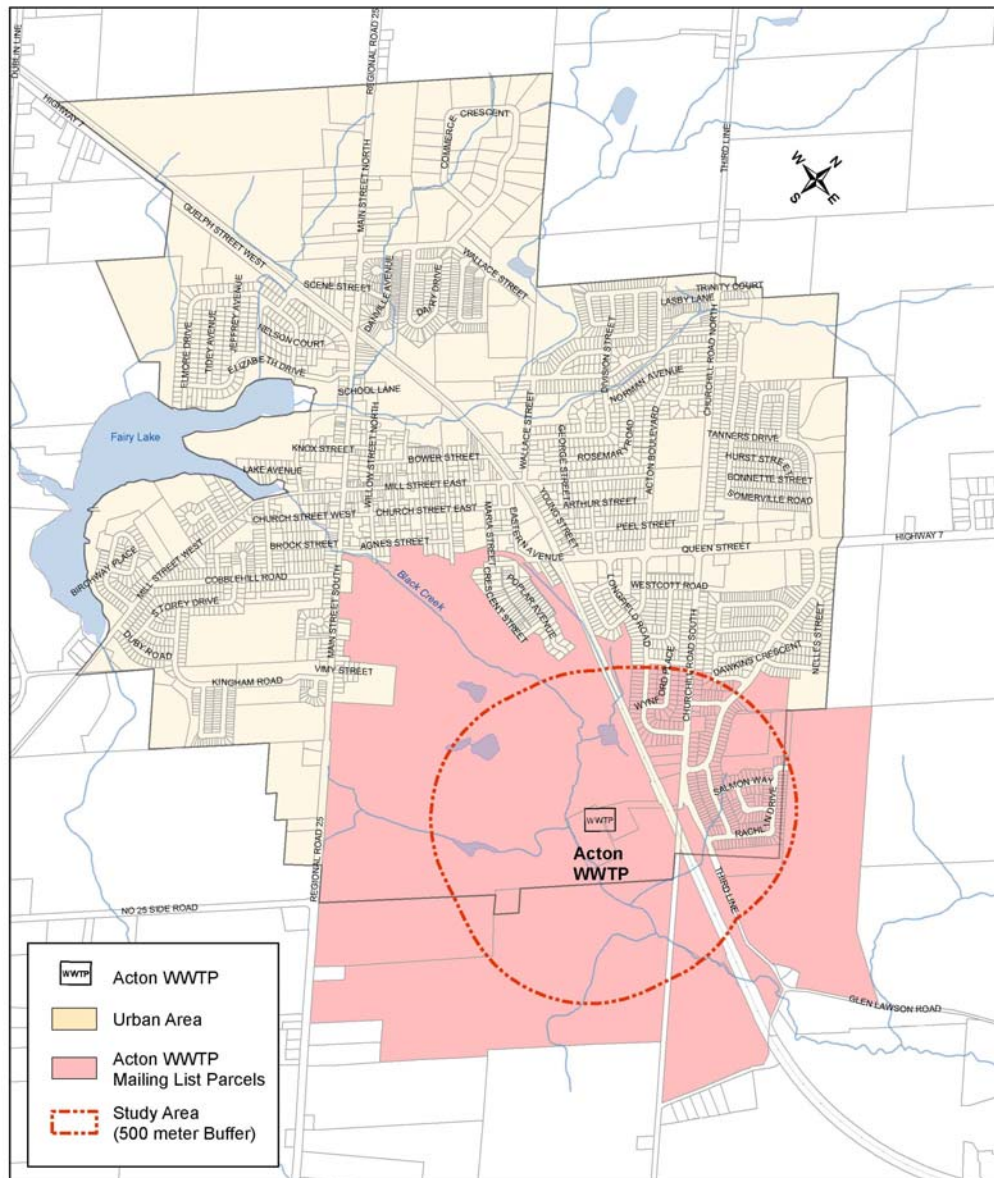 DUBLIN LINE
HIGHWAY 7
REGIONAL ROAD 25
COMMERCE
CRESCENT
THIRD LINE
N
W
E
S
MAIN STREET NORTH
GUELPH STREET WEST
WALLACE STREET
SCENE STREET
DANVILLE AVENUE
DAIRY DRIVE
TRINITY COURT
LASBY LANE
ELMORE DRIVE
TIDEY AVENUE
JEFFREY AVENUE
NELSON COURT
ELIZABETH DRIVE
SCHOOL LANE
DIVISION STREET
NORMAN AVENUE
CHURCHILL ROAD NORTH
Fairy Lake
KNOX STREET
WILLOW STREET NORTH
BOWER STREET
WALLACE STREET
GEORGE STREET
ROSEMARY ROAD
ACTON BOULEVARD
TANNERS DRIVE
HURST STREET
BONNETTE STREET
SOMERVILLE ROAD
LAKE AVENUE
MILL STREET EAST
CHURCH STREET WEST
CHURCH STREET EAST
MARIA STREET
EASTERN AVENUE
YOUNG STREET
ARTHUR STREET
PEEL STREET
BROCK STREET
AGNES STREET
QUEEN STREET
HIGHWAY 7
BIRCHWAY PLACE
MILL STREET WEST
COBBLEHILL ROAD
STOREY DRIVE
DUBY ROAD
MAIN STREET SOUTH
Black Creek
CRESCENT STREET
POPLAR AVENUE
LONGFIELD ROAD
WESTCOTT ROAD
VIMY STREET
KINGHAM ROAD
WYNFORD PLACE
CHURCHILL ROAD SOUTH
DAWKINS CRESCENT
NELLES STREET
SALMON WAY
RACHLIN DRIVE
WWTP
Acton
WWTP
REGIONAL ROAD 25
THIRD LINE
NO 25 SIDE ROAD
GLEN LAWSON ROAD
WWTP
Acton WWTP
Urban Area
Acton WWTP
Mailing List Parcels
Study Area
(500 meter Buffer)